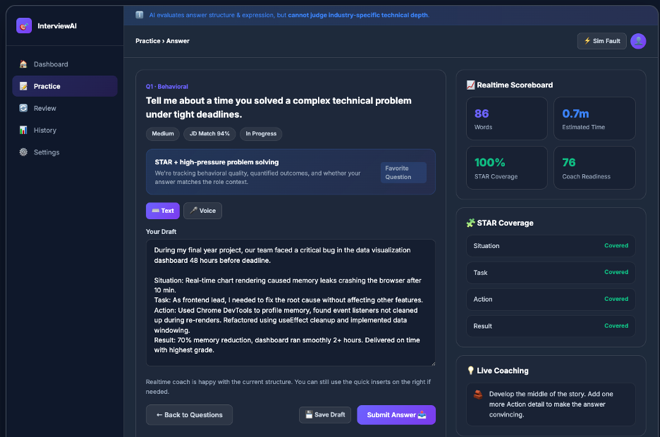 AI evaluates answer structure & expression, but cannot judge industry-specific technical depth.
InterviewAI
Dashboard
Practice
Review
History
Settings
Practice › Answer
⚡ Sim Fault
Q1 · Behavioral
Tell me about a time you solved a complex technical problem
under tight deadlines.
Medium
JD Match 94%
In Progress
STAR + high-pressure problem solving
We're tracking behavioral quality, quantified outcomes, and whether your
answer matches the role context.
Favorite
Question
Text
Voice
Your Draft
During my final year project, our team faced a critical bug in the data visualization
dashboard 48 hours before deadline.
Situation: Real-time chart rendering caused memory leaks crashing the browser after
10 min.
Task: As frontend lead, I needed to fix the root cause without affecting other features.
Action: Used Chrome DevTools to profile memory, found event listeners not cleaned
up during re-renders. Refactored using useEffect cleanup and implemented data
windowing.
Result: 70% memory reduction, dashboard ran smoothly 2+ hours. Delivered on time
with highest grade.
Realtime coach is happy with the current structure. You can still use the quick inserts on the right if
needed.
← Back to Questions
Save Draft
Submit Answer
Realtime Scoreboard
86
Words
0.7m
Estimated Time
100%
STAR Coverage
76
Coach Readiness
STAR Coverage
Situation Covered
Task Covered
Action Covered
Result Covered
Live Coaching
Develop the middle of the story. Add one
more Action detail to make the answer
convincing.